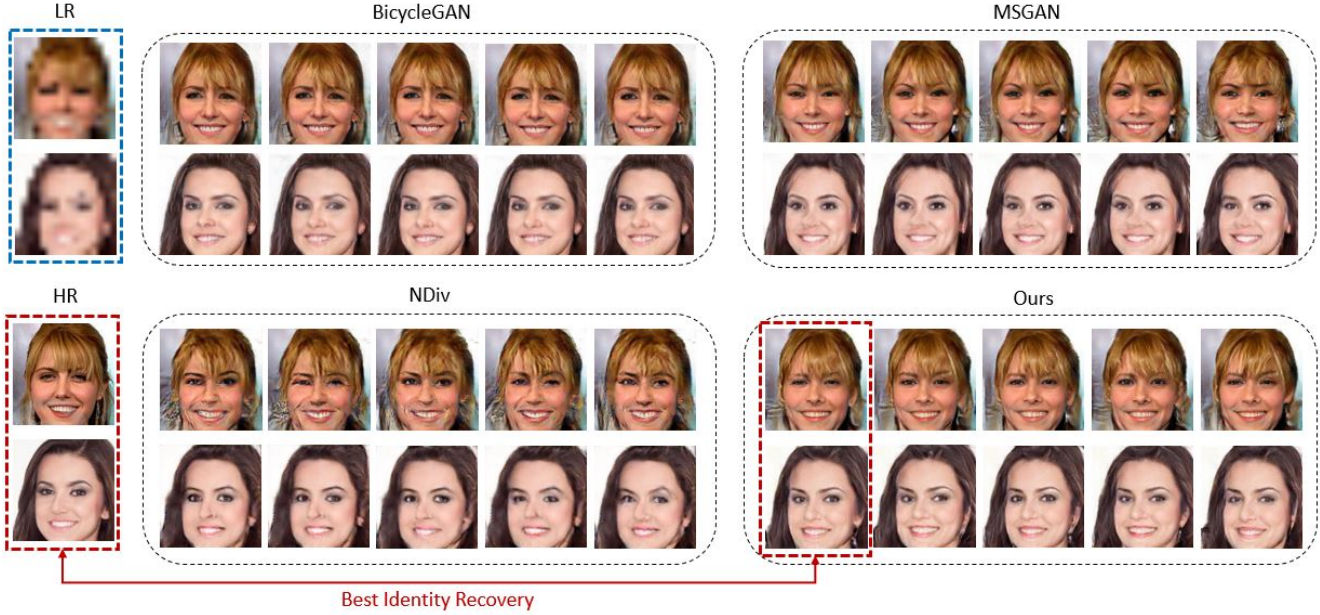 LR
BicycleGAN
MSGAN
HR
NDiv
Ours
Best Identity Recovery